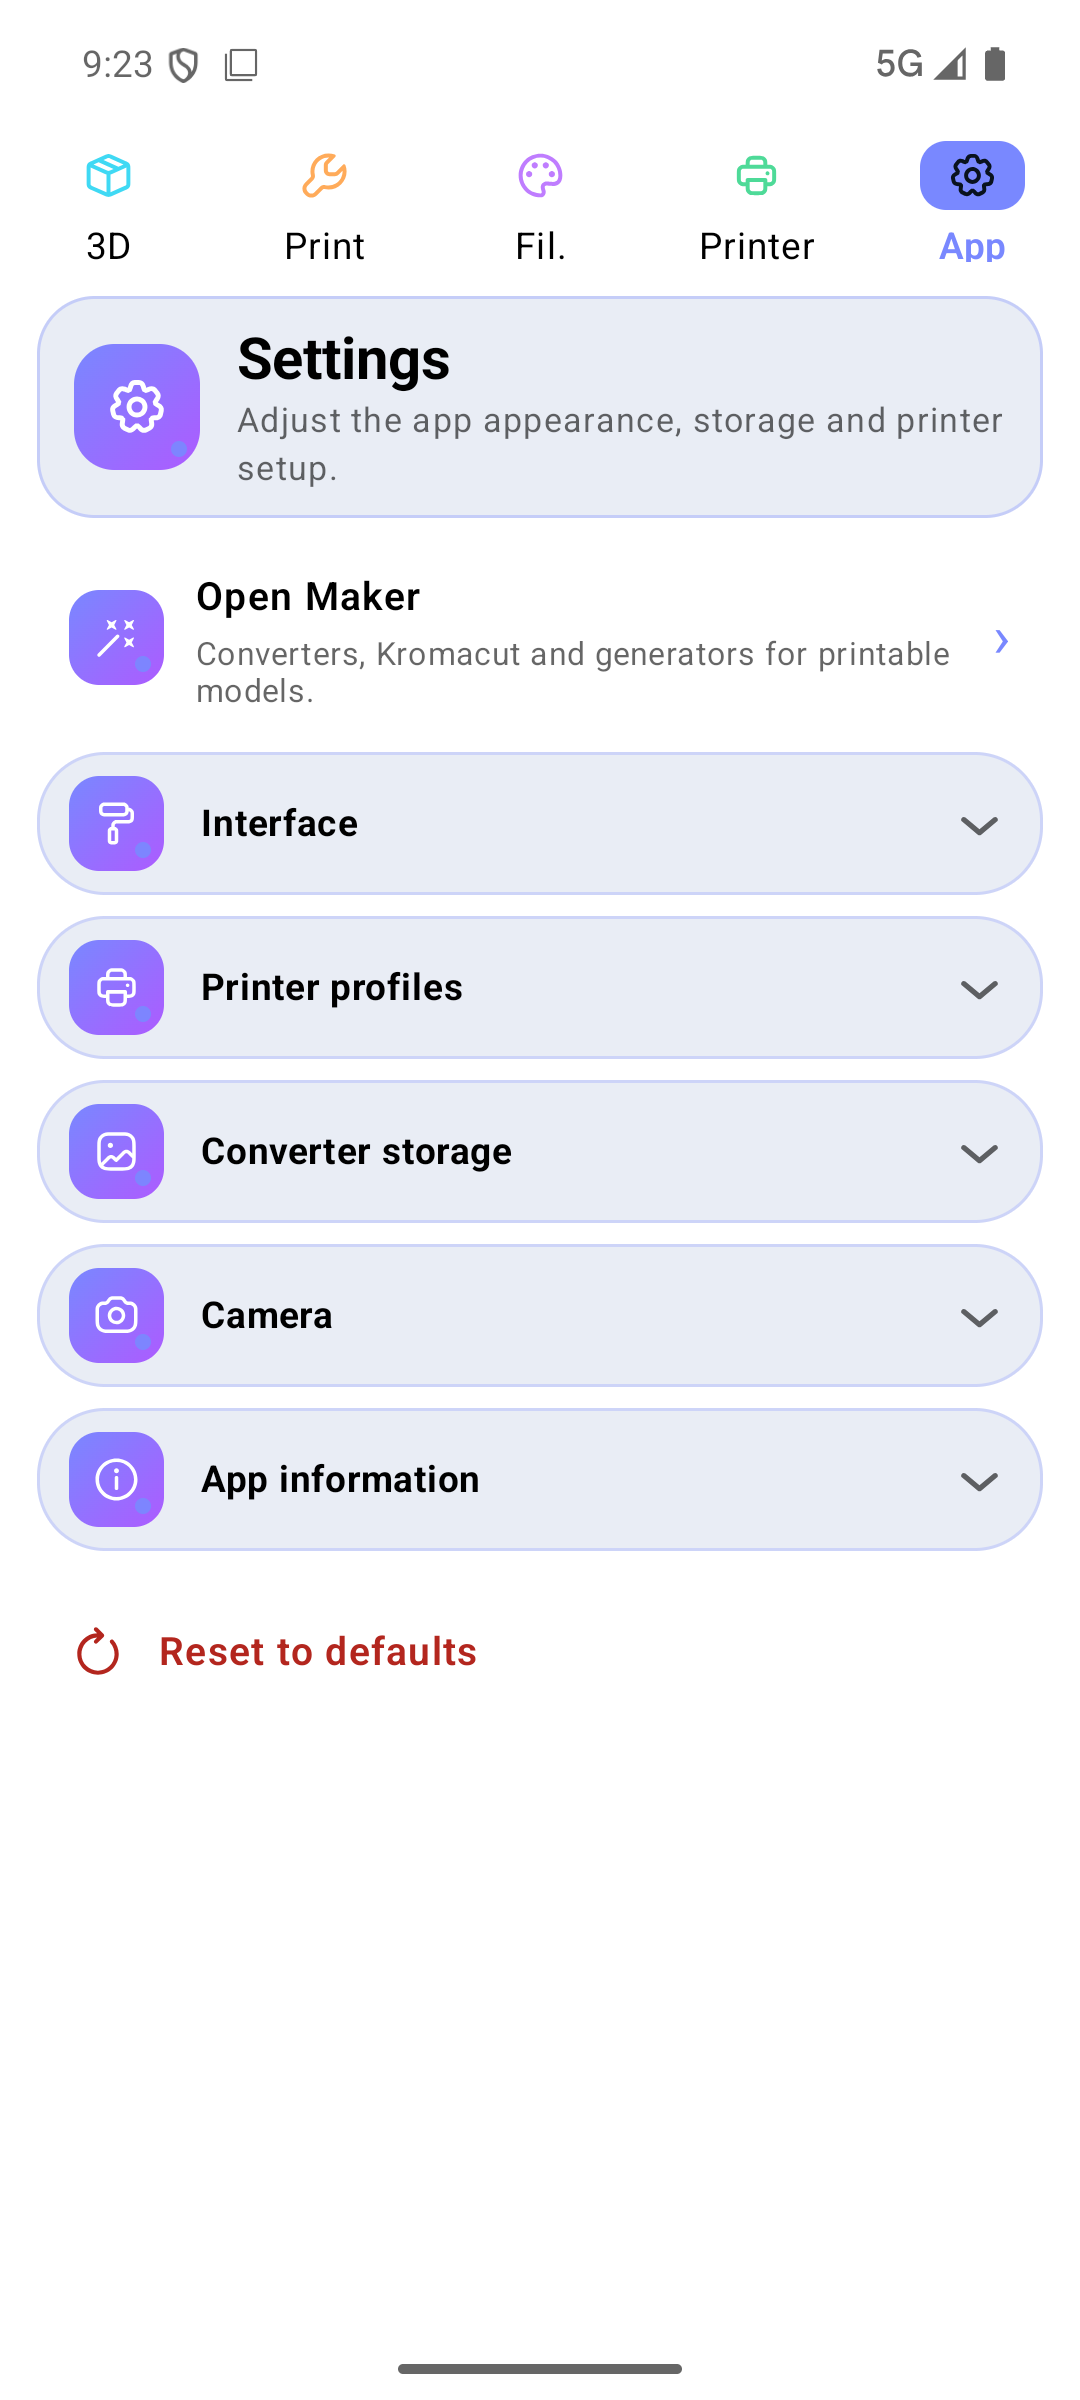 9:23
5G
3D
Print
Fil.
Printer
App
Settings
Adjust the app appearance, storage and printer
setup.
Open Maker
Converters, Kromacut and generators for printable
models.
Interface
Printer profiles
Converter storage
Camera
App information
Reset to defaults